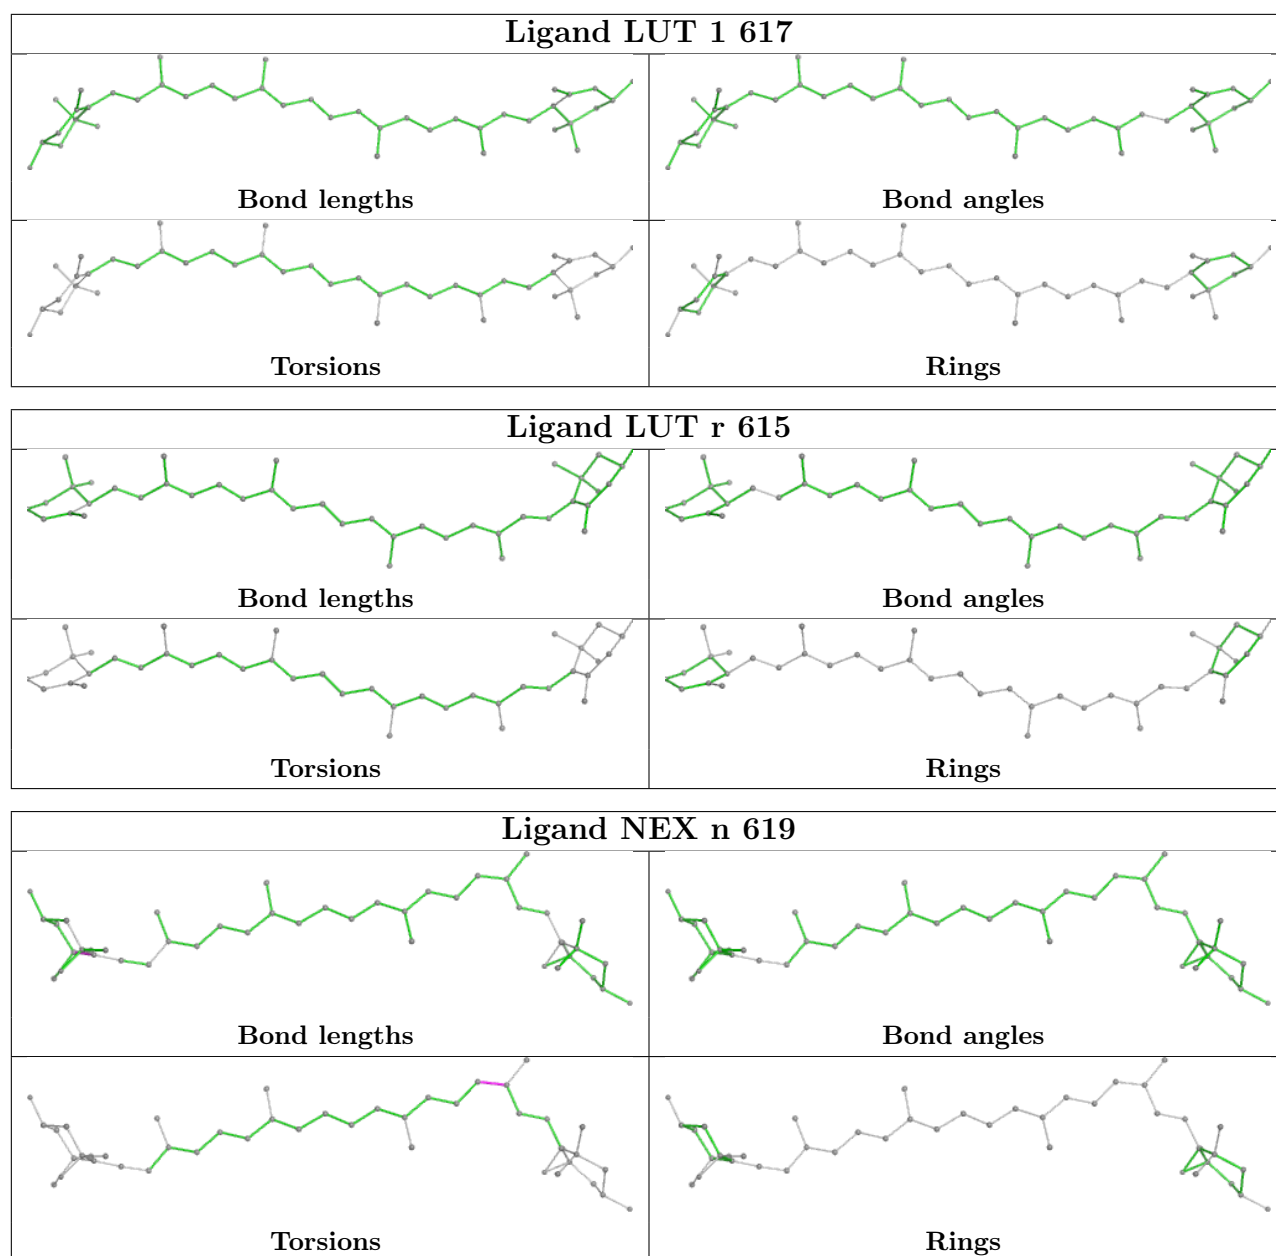 Ligand LUT 1 617
Bond lengths
Bond angles
Torsions
Rings
Ligand LUT r 615
Bond lengths
Bond angles
Torsions
Rings
Ligand NEX n 619
Bond lengths
Bond angles
Torsions
Rings